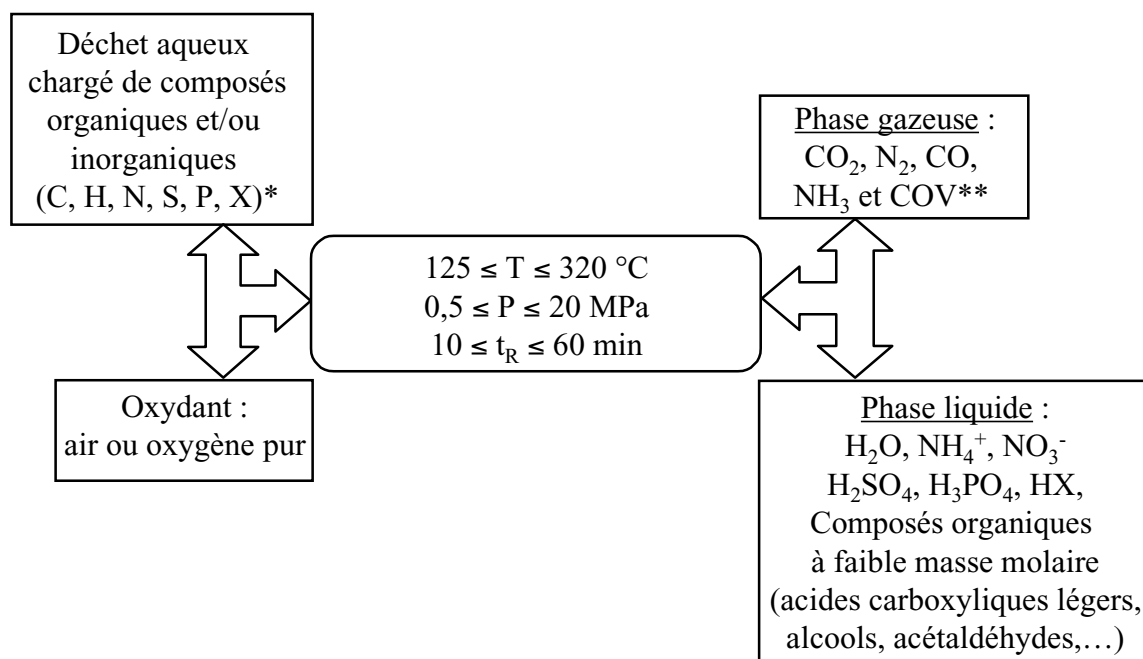 Déchet aqueux
chargé de composés
organiques et/ou
inorganiques
(C, H, N, S, P, X)*
Oxydant :
air ou oxygène pur
125 ≤ T ≤ 320 °C
0,5 ≤ P ≤ 20 MPa
10 ≤ t_R ≤ 60 min
Phase gazeuse :
CO₂, N₂, CO,
NH₃ et COV**
Phase liquide :
H₂O, NH₄⁺, NO₃⁻
H₂SO₄, H₃PO₄, HX,
Composés organiques
à faible masse molaire
(acides carboxyliques légers,
alcools, acétaldéhydes,...)